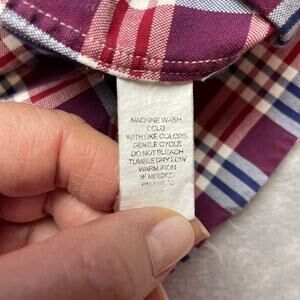 MACHINE WASH
COLD
WITH LIKE COLORS
GENTLE CYCLE
DO NOT BLEACH
TUMBLE DRY LOW
WARM IRON
IF NEEDED